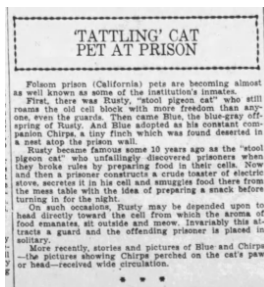 'TATTLING' CAT
PET AT PRISON
Folsom prison (California) pets are becoming almost
as well known as some of the institution's inmates.
First, there was Rusty, "stool pigeon cat" who still
roams the old cell block with more freedom than any-
one, even the guards. Then came Blue, the blue-gray off-
spring of Rusty. And Blue adopted as his constant com-
panion Chirps, a tiny finch which was found deserted in
a nest atop the prison wall.
Rusty became famous some 10 years ago as the "stool
pigeon cat" who unfailingly discovered prisoners when
they broke rules by preparing food in their cells. Now
and then a prisoner constructs a crude toaster of electric
stove, secretes it in his cell and smuggles food there from
the mess table with the idea of preparing a snack before
turning in for the night.
On such occasions, Rusty may be depended upon to
head directly toward the cell from which the aroma of
food emanates, sit outside and meow. Invariably this at-
tracts a guard and the offending prisoner is placed in
solitary.
More recently, stories and pictures of Blue and Chirps
—the pictures showing Chirps perched on the cat's paw
or head—received wide circulation.
* * *